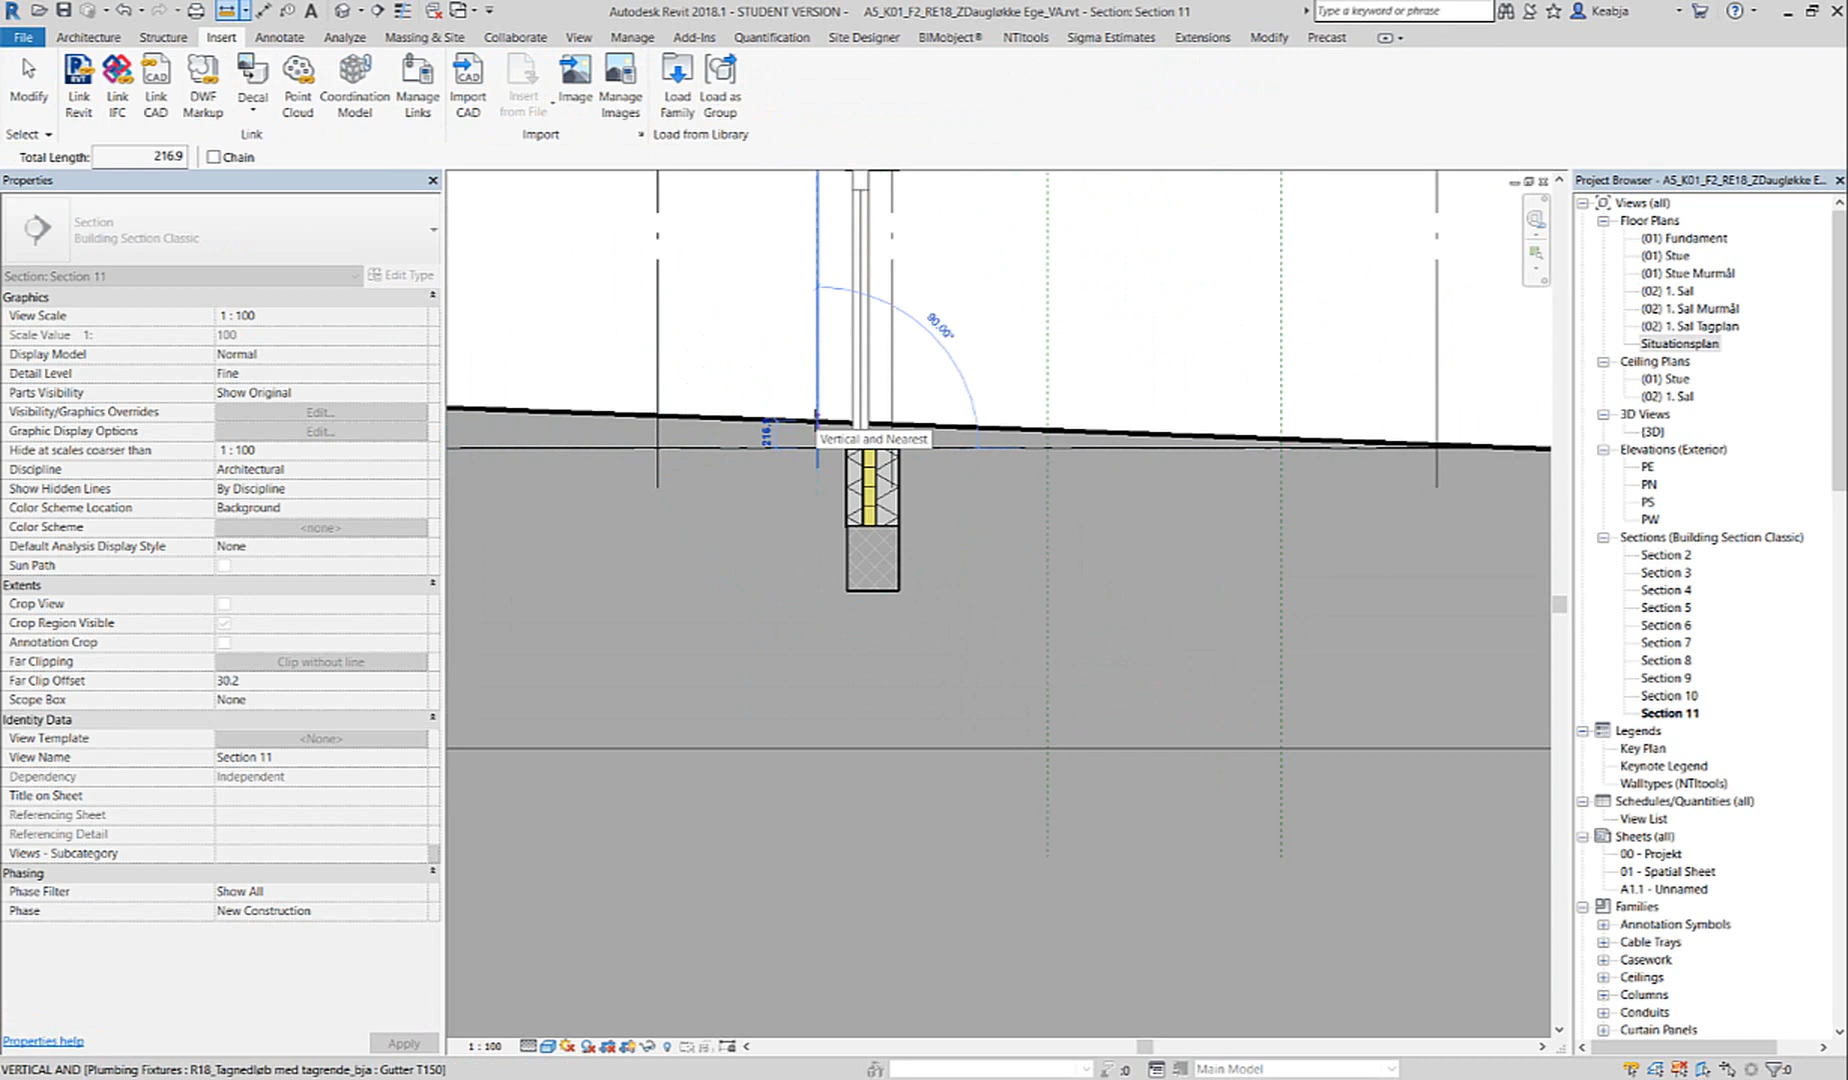 Autodesk Revit 2018.1 - STUDENT VERSION - A5_K01_F2_RE18_ZDaugløkke Ege_VA.rvt - Section: Section 11
Type a keyword or phrase
Keabja
File Architecture Structure Insert Annotate Analyze Massing & Site Collaborate View Manage Add-Ins Quantification Site Designer BIMobject® NTItools Sigma Estimates Extensions Modify Precast
Modify
Link Revit
Link IFC
Link CAD
DWF Markup
Decal
Point Cloud
Coordination Model
Manage Links
Import CAD
Insert from File
Image
Manage Images
Load Family
Load as Group
Select
Link
Import
Load from Library
Total Length: 216.9 Chain
Properties
Section
Building Section Classic
Section: Section 11 Edit Type
Graphics
View Scale 1 : 100
Scale Value 1: 100
Display Model Normal
Detail Level Fine
Parts Visibility Show Original
Visibility/Graphics Overrides Edit...
Graphic Display Options Edit...
Hide at scales coarser than 1 : 100
Discipline Architectural
Show Hidden Lines By Discipline
Color Scheme Location Background
Color Scheme <none>
Default Analysis Display Style None
Sun Path
Extents
Crop View
Crop Region Visible
Annotation Crop
Far Clipping Clip without line
Far Clip Offset 30.2
Scope Box None
Identity Data
View Template <None>
View Name Section 11
Dependency Independent
Title on Sheet
Referencing Sheet
Referencing Detail
Views - Subcategory
Phasing
Phase Filter Show All
Phase New Construction
Properties help
Apply
90.00°
Vertical and Nearest
Project Browser - A5_K01_F2_RE18_ZDaugløkke E...
Views (all)
Floor Plans
(01) Fundament
(01) Stue
(01) Stue Murmål
(02) 1. Sal
(02) 1. Sal Murmål
(02) 1. Sal Tagplan
Situationsplan
Ceiling Plans
(01) Stue
(02) 1. Sal
3D Views
{3D}
Elevations (Exterior)
PE
PN
PS
PW
Sections (Building Section Classic)
Section 2
Section 3
Section 4
Section 5
Section 6
Section 7
Section 8
Section 9
Section 10
Section 11
Legends
Key Plan
Keynote Legend
Walltypes (NTItools)
Schedules/Quantities (all)
View List
Sheets (all)
00 - Projekt
01 - Spatial Sheet
A1.1 - Unnamed
Families
Annotation Symbols
Cable Trays
Casework
Ceilings
Columns
Conduits
Curtain Panels
1 : 100
VERTICAL AND [Plumbing Fixtures : R18_Tagnedløb med tagrende_bja : Gutter T150]
:0
Main Model
:0